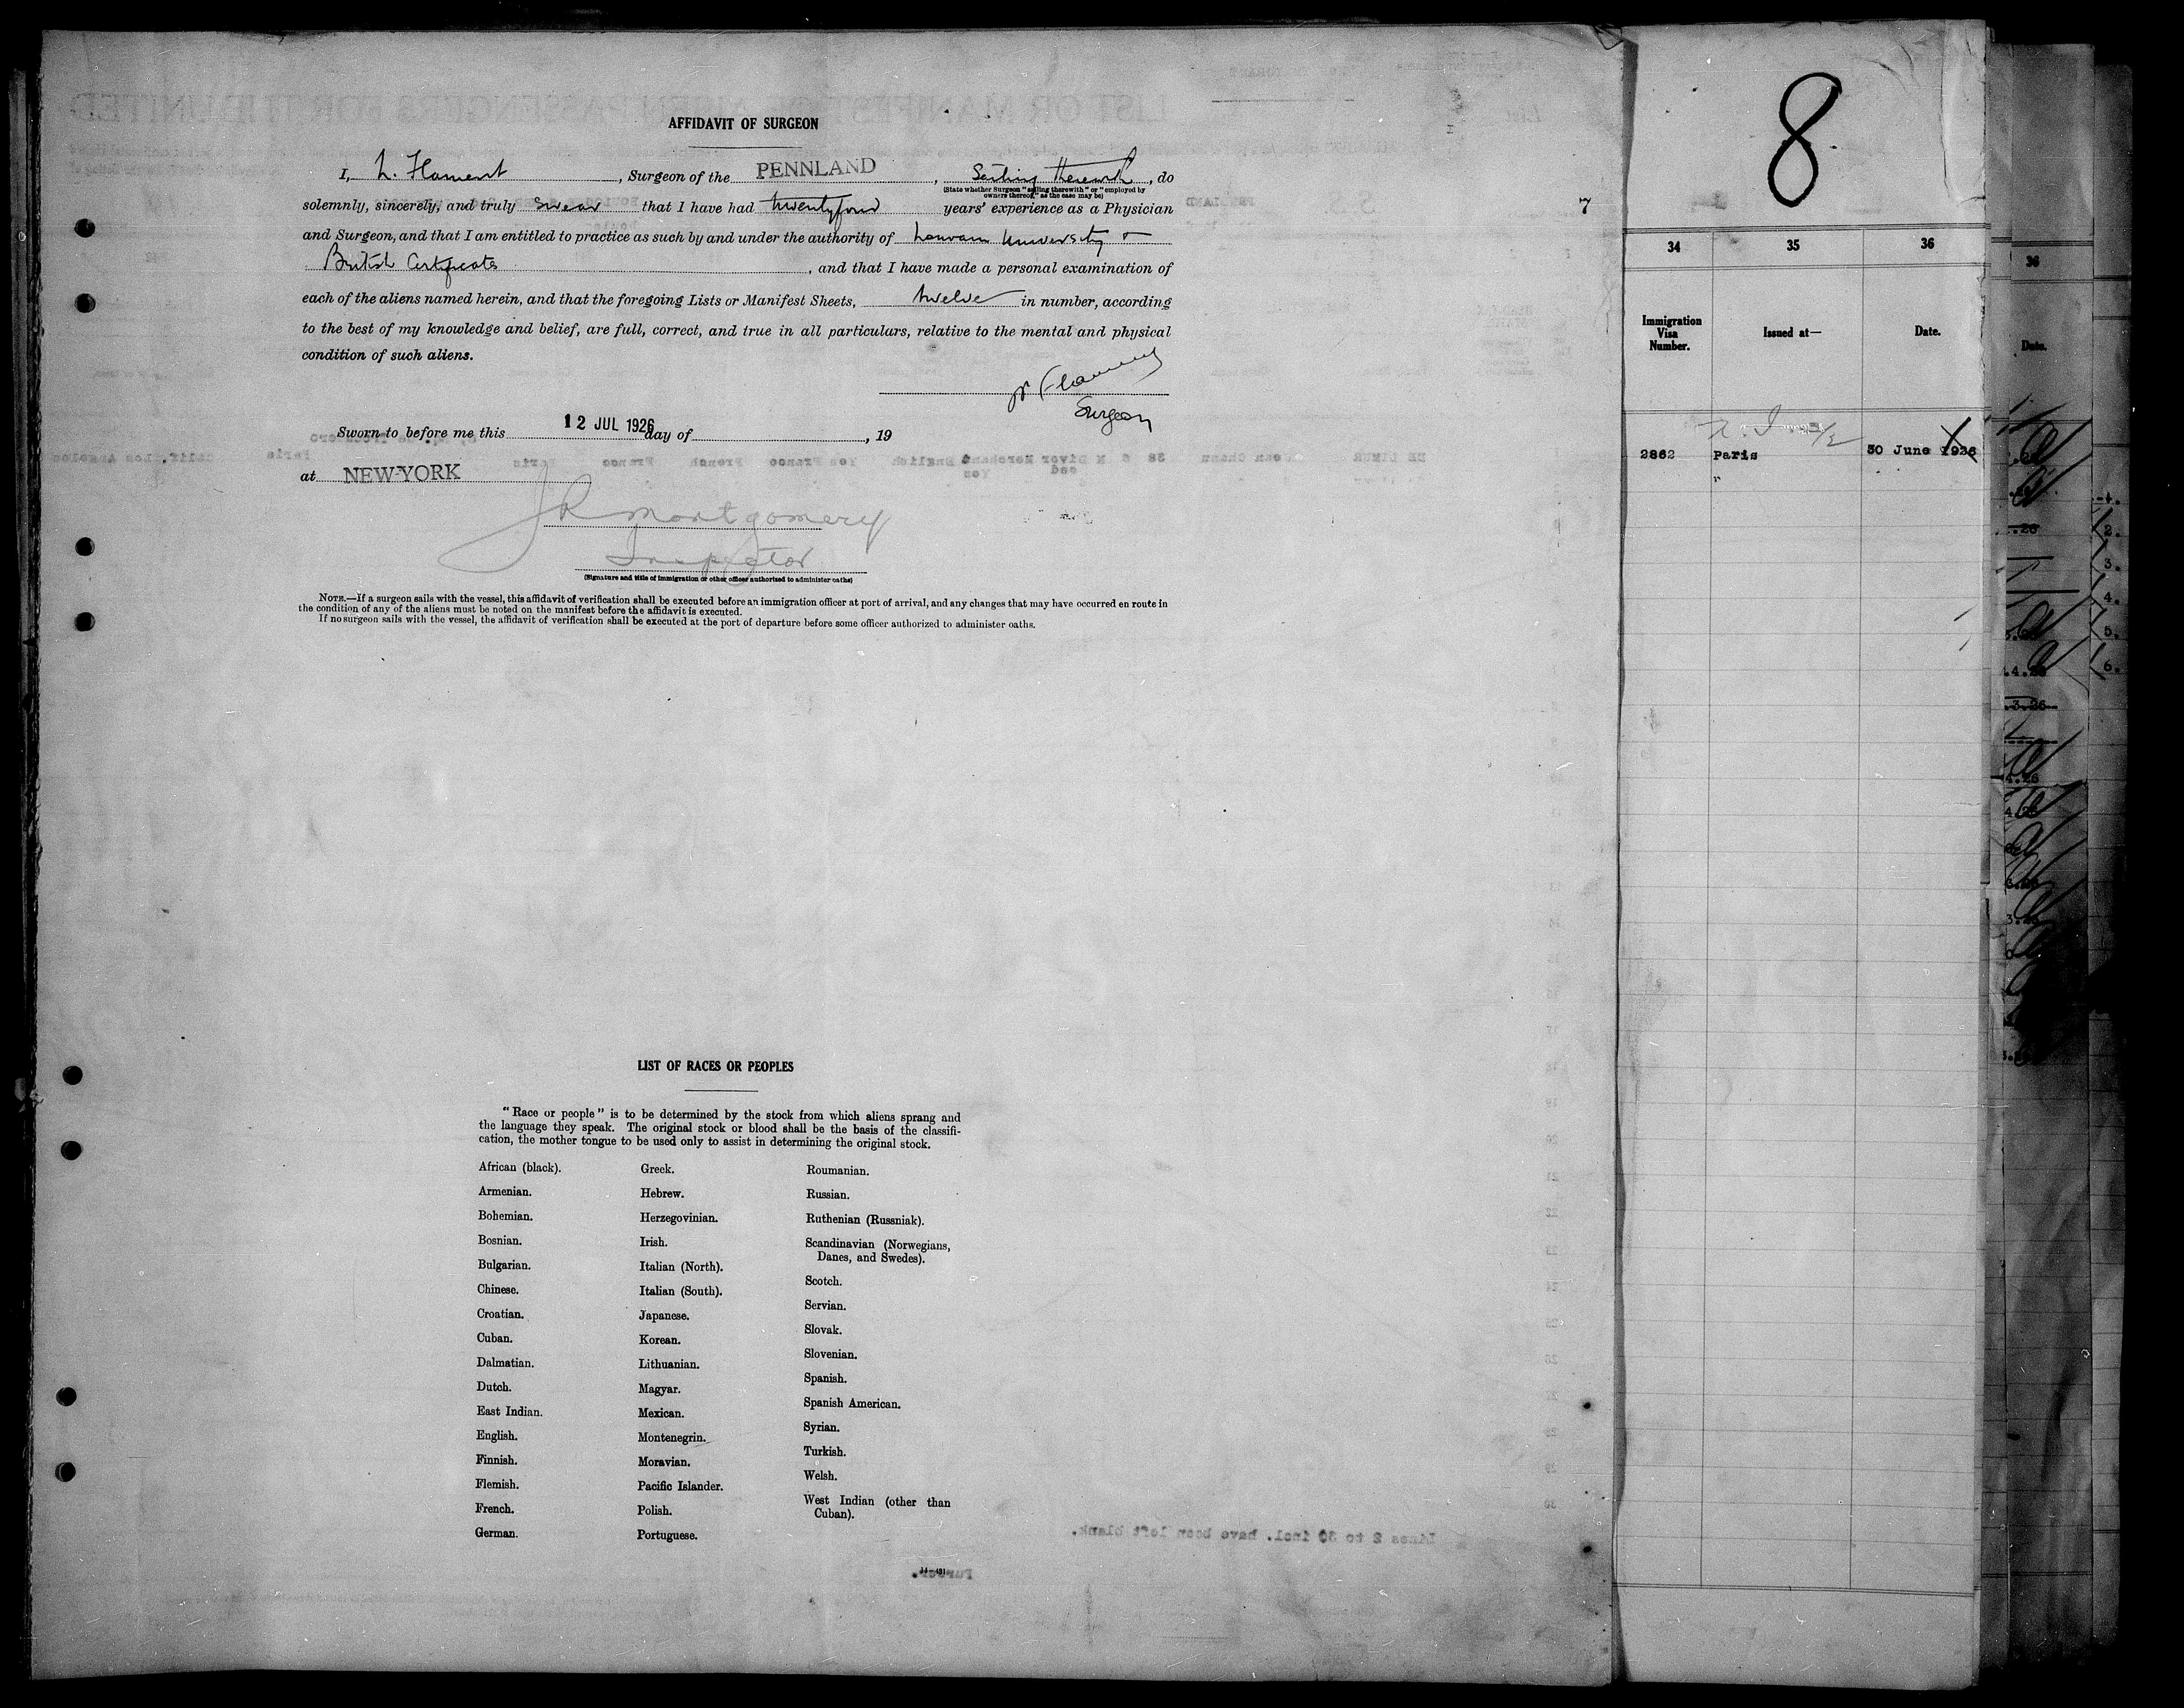 AFFIDAVIT OF SURGEON
I, L. Flament, Surgeon of the PENNLAND, Sailing therewith, do
(State whether Surgeon "sailing therewith" or "employed by
owners thereof," as the case may be)
solemnly, sincerely, and truly swear that I have had twentyfour years' experience as a Physician
and Surgeon, and that I am entitled to practice as such by and under the authority of Louvain University &
British Certificates, and that I have made a personal examination of
each of the aliens named herein, and that the foregoing Lists or Manifest Sheets, twelve in number, according
to the best of my knowledge and belief, are full, correct, and true in all particulars, relative to the mental and physical
condition of such aliens.
Surgeon
Sworn to before me this 12 JUL 1926 day of , 19
at NEW-YORK
JR Montgomery
Inspector
(Signature and title of immigration or other officer authorized to administer oaths)
NOTE.—If a surgeon sails with the vessel, this affidavit of verification shall be executed before an immigration officer at port of arrival, and any changes that may have occurred en route in
the condition of any of the aliens must be noted on the manifest before the affidavit is executed.
If no surgeon sails with the vessel, the affidavit of verification shall be executed at the port of departure before some officer authorized to administer oaths.
LIST OF RACES OR PEOPLES
"Race or people" is to be determined by the stock from which aliens sprang and
the language they speak. The original stock or blood shall be the basis of the classifi-
cation, the mother tongue to be used only to assist in determining the original stock.
African (black).
Armenian.
Bohemian.
Bosnian.
Bulgarian.
Chinese.
Croatian.
Cuban.
Dalmatian.
Dutch.
East Indian.
English.
Finnish.
Flemish.
French.
German.
Greek.
Hebrew.
Herzegovinian.
Irish.
Italian (North).
Italian (South).
Japanese.
Korean.
Lithuanian.
Magyar.
Mexican.
Montenegrin.
Moravian.
Pacific Islander.
Polish.
Portuguese.
Roumanian.
Russian.
Ruthenian (Russniak).
Scandinavian (Norwegians,
Danes, and Swedes).
Scotch.
Servian.
Slovak.
Slovenian.
Spanish.
Spanish American.
Syrian.
Turkish.
Welsh.
West Indian (other than
Cuban).
7
8
34 35 36
Immigration
Visa
Number.
Issued at—
Date.
2862 Paris 30 June 1926
36
Date.
1.
2.
3.
4.
5.
6.